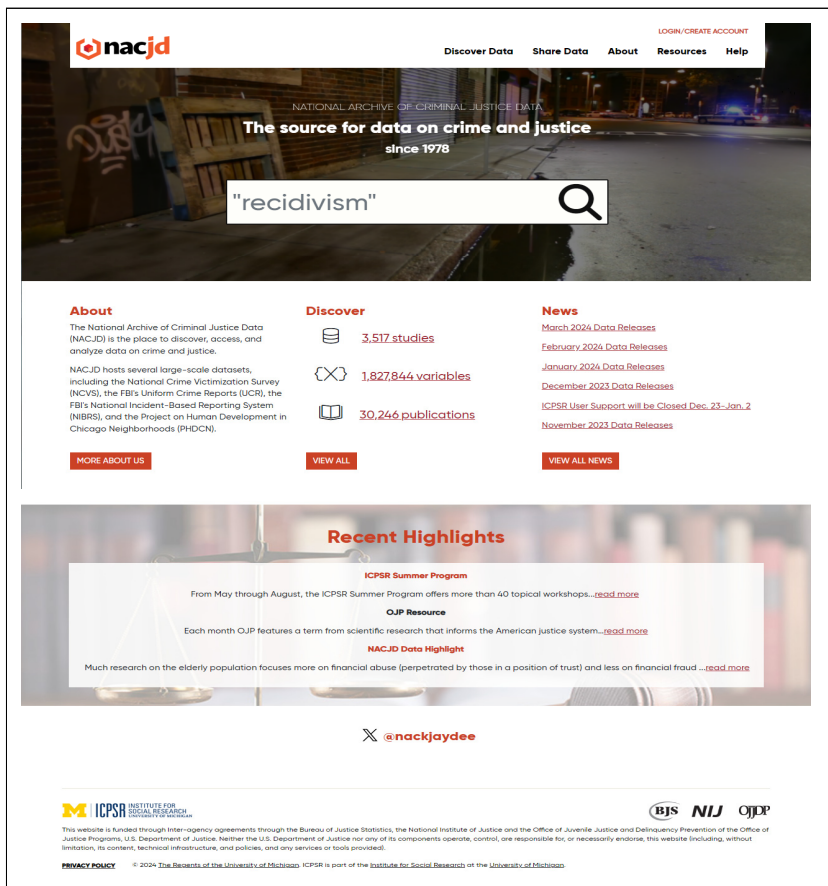 nacjd
LOGIN/CREATE ACCOUNT
Discover Data Share Data About Resources Help
NATIONAL ARCHIVE OF CRIMINAL JUSTICE DATA
The source for data on crime and justice
since 1978
"recidivism"
About
The National Archive of Criminal Justice Data
(NACJD) is the place to discover, access, and
analyze data on crime and justice.
NACJD hosts several large-scale datasets,
including the National Crime Victimization Survey
(NCVS), the FBI's Uniform Crime Reports (UCR), the
FBI's National Incident-Based Reporting System
(NIBRS), and the Project on Human Development in
Chicago Neighborhoods (PHDCN).
MORE ABOUT US
Discover
3,517 studies
{X} 1,827,844 variables
30,246 publications
VIEW ALL
News
March 2024 Data Releases
February 2024 Data Releases
January 2024 Data Releases
December 2023 Data Releases
ICPSR User Support will be Closed Dec. 23-Jan. 2
November 2023 Data Releases
VIEW ALL NEWS
Recent Highlights
ICPSR Summer Program
From May through August, the ICPSR Summer Program offers more than 40 topical workshops...read more
OJP Resource
Each month OJP features a term from scientific research that informs the American justice system...read more
NACJD Data Highlight
Much research on the elderly population focuses more on financial abuse (perpetrated by those in a position of trust) and less on financial fraud ...read more
X @nackjaydee
M ICPSR INSTITUTE FOR
SOCIAL RESEARCH
UNIVERSITY OF MICHIGAN
BJS NIJ OJJDP
This website is funded through Inter-agency agreements through the Bureau of Justice Statistics, the National Institute of Justice and the Office of Juvenile Justice and Delinquency Prevention of the Office of
Justice Programs, U.S. Department of Justice. Neither the U.S. Department of Justice nor any of its components operate, control, are responsible for, or necessarily endorse, this website (including, without
limitation, its content, technical infrastructure, and policies, and any services or tools provided).
PRIVACY POLICY © 2024 The Regents of the University of Michigan. ICPSR is part of the Institute for Social Research at the University of Michigan.